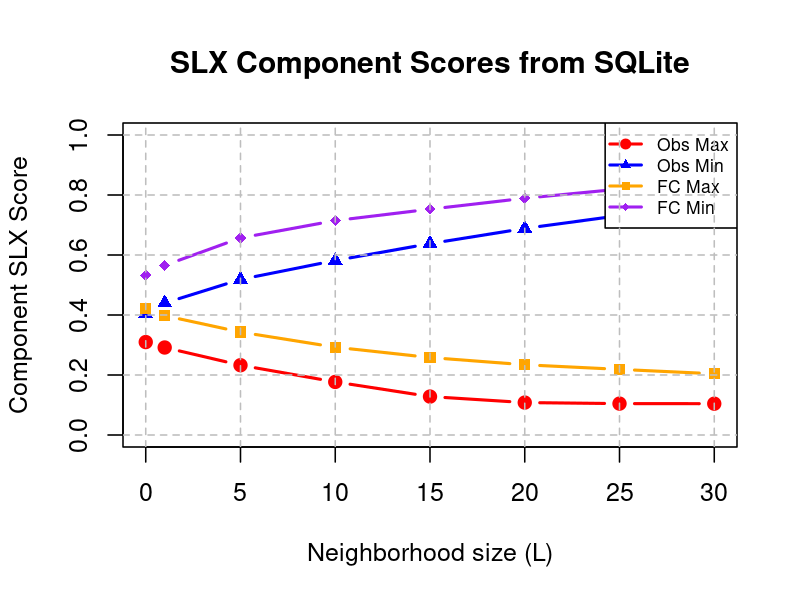 SLX Component Scores from SQLite
Component SLX Score
1.0
0.8
0.6
0.4
0.2
0.0
Obs Max
Obs Min
FC Max
FC Min
0 5 10 15 20 25 30
Neighborhood size (L)